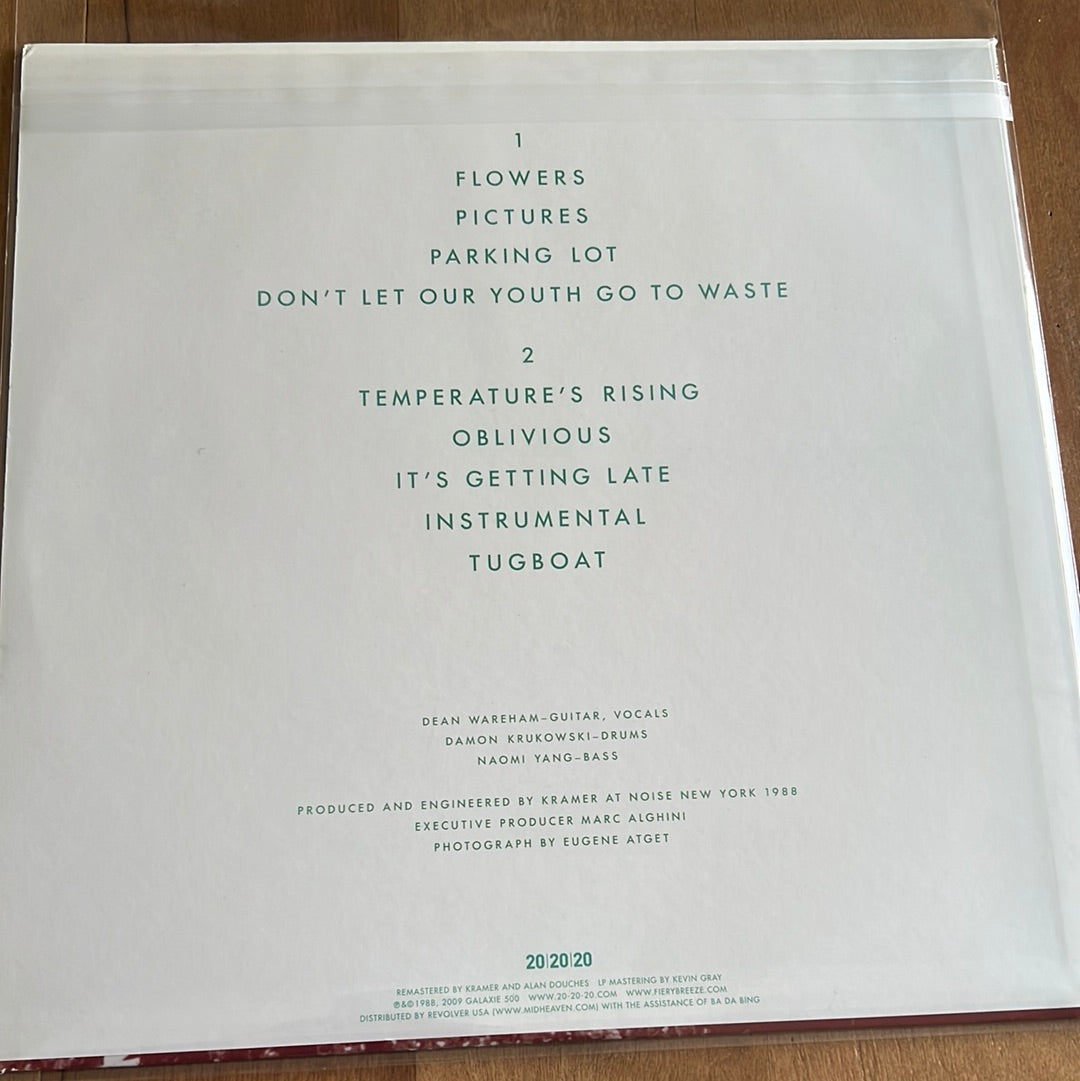 1
FLOWERS
PICTURES
PARKING LOT
DON'T LET OUR YOUTH GO TO WASTE
2
TEMPERATURE'S RISING
OBLIVIOUS
IT'S GETTING LATE
INSTRUMENTAL
TUGBOAT
DEAN WAREHAM–GUITAR, VOCALS
DAMON KRUKOWSKI–DRUMS
NAOMI YANG–BASS
PRODUCED AND ENGINEERED BY KRAMER AT NOISE NEW YORK 1988
EXECUTIVE PRODUCER MARC ALGHINI
PHOTOGRAPH BY EUGENE ATGET
20|20|20
REMASTERED BY KRAMER AND ALAN DOUCHES LP MASTERING BY KEVIN GRAY
℗&©1988, 2009 GALAXIE 500 WWW.20-20-20.COM WWW.FIERYBREEZE.COM
DISTRIBUTED BY REVOLVER USA (WWW.MIDHEAVEN.COM) WITH THE ASSISTANCE OF BA DA BING